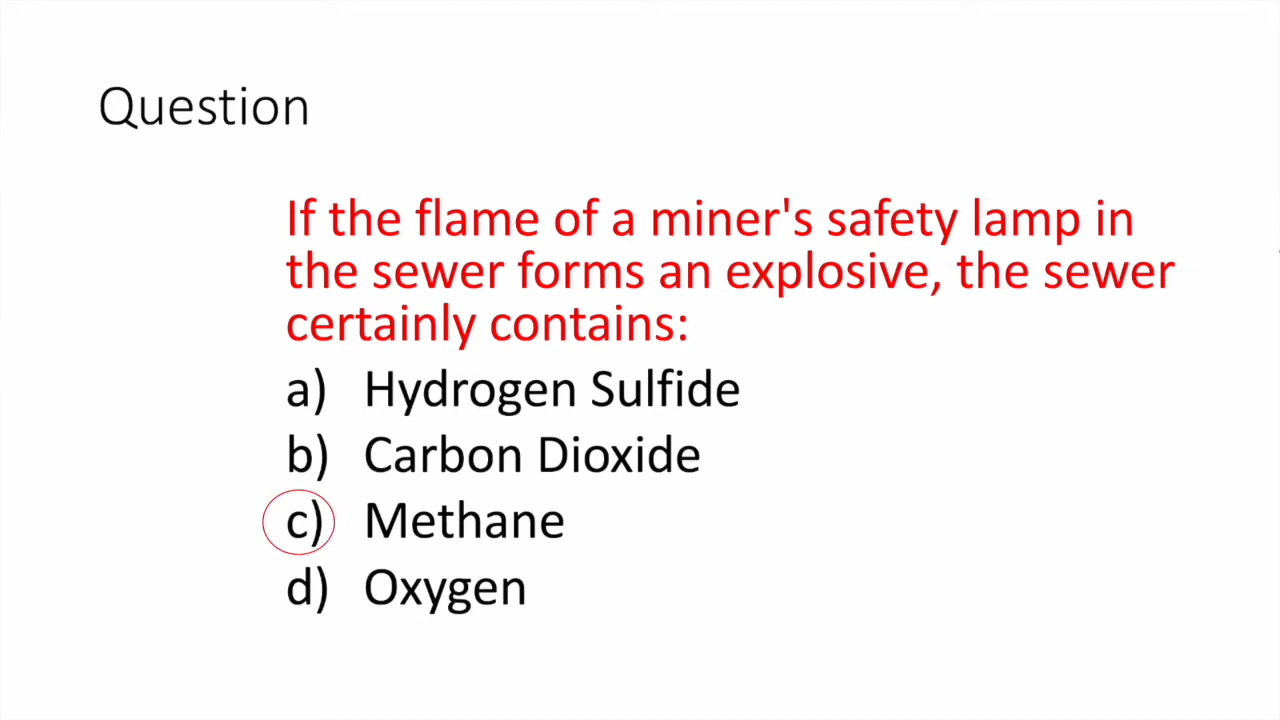 Question
If the flame of a miner's safety lamp in
the sewer forms an explosive, the sewer
certainly contains:
a) Hydrogen Sulfide
b) Carbon Dioxide
c) Methane
d) Oxygen